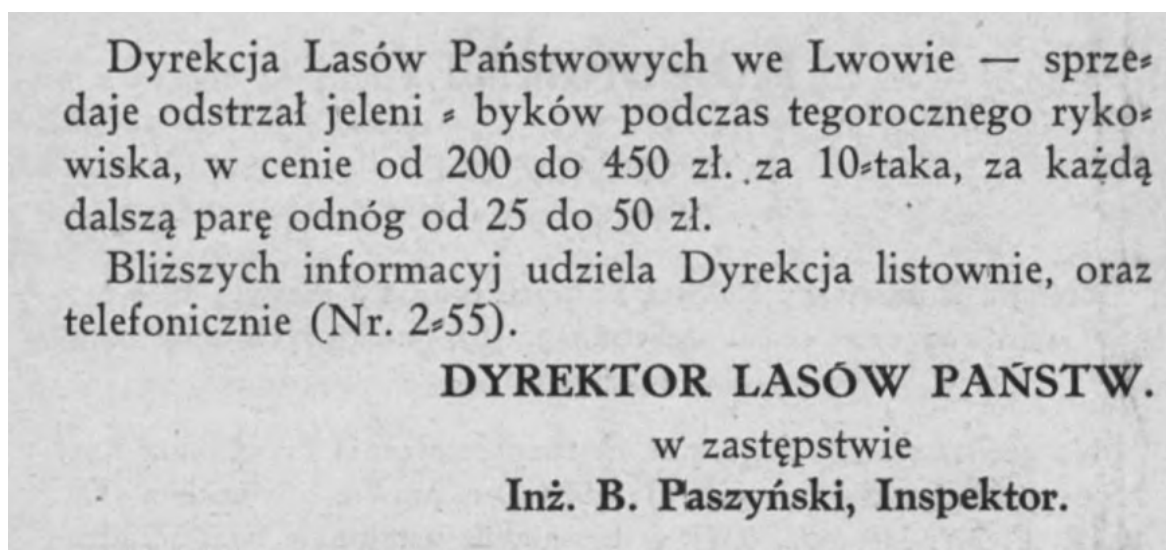 Dyrekcja Lasów Państwowych we Lwowie — sprze-
daje odstrzał jeleni - byków podczas tegorocznego ryko-
wiska, w cenie od 200 do 450 zł. za 10-taka, za każdą
dalszą parę odnóg od 25 do 50 zł.
Bliższych informacyj udziela Dyrekcja listownie, oraz
telefonicznie (Nr. 2-55).
DYREKTOR LASÓW PAŃSTW.
w zastępstwie
Inż. B. Paszyński, Inspektor.